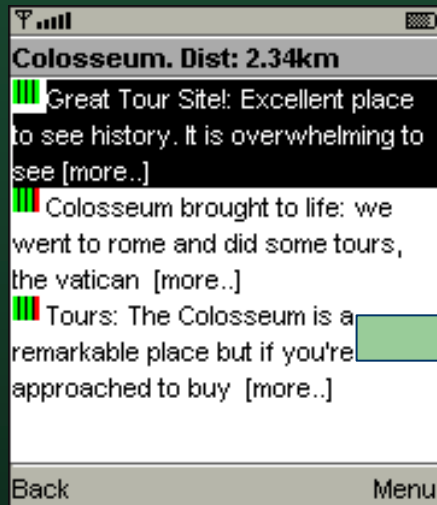 Colosseum. Dist: 2.34km
Great Tour Site!: Excellent place
to see history. It is overwhelming to
see [more..]
Colosseum brought to life: we
went to rome and did some tours,
the vatican [more..]
Tours: The Colosseum is a
remarkable place but if you're
approached to buy [more..]
Back Menu